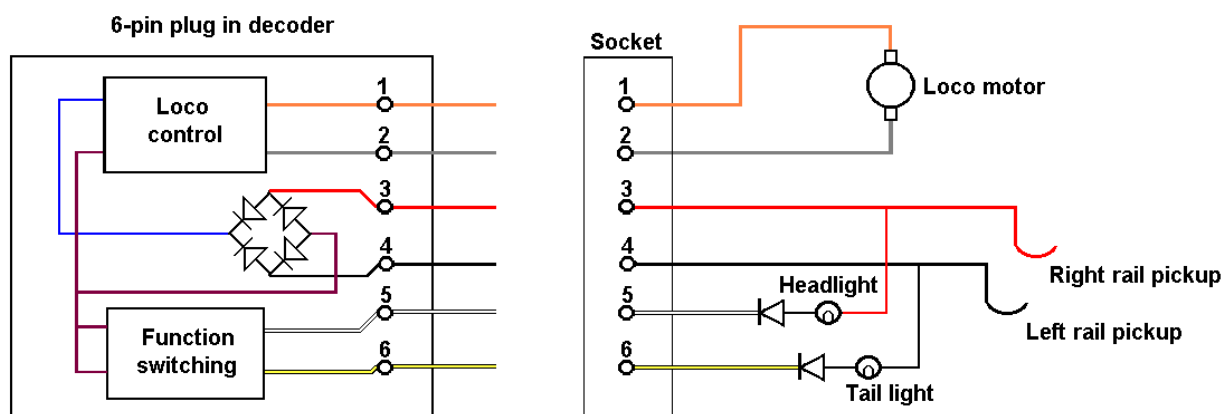 6-pin plug in decoder
Loco
control
1
2
3
4
5
6
Function
switching
Socket
1
2
3
4
5
6
Loco motor
Right rail pickup
Headlight
Left rail pickup
Tail light